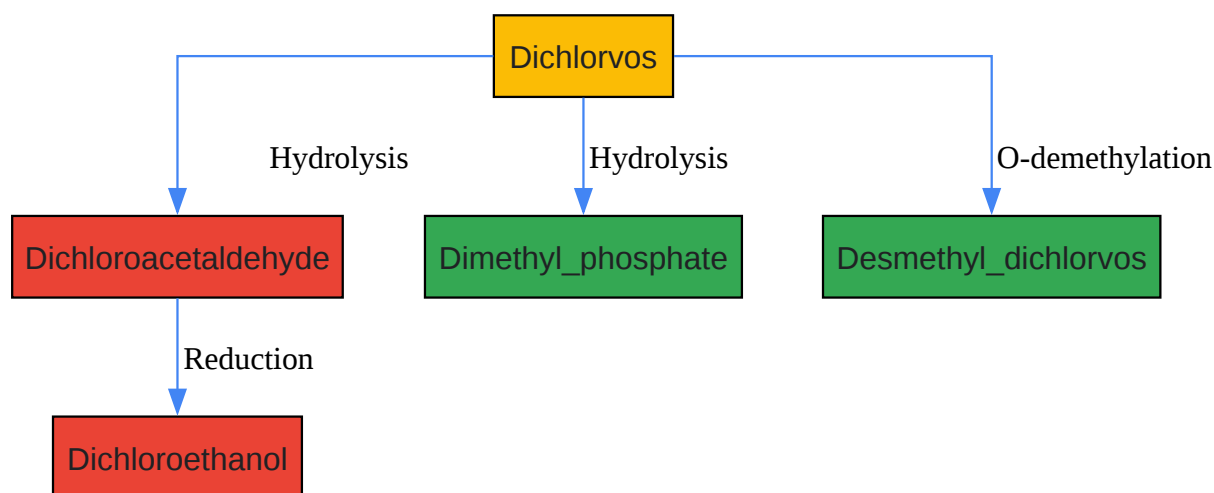 Dichlorvos
Hydrolysis
Hydrolysis
O-demethylation
Dichloroacetaldehyde
Dimethyl_phosphate
Desmethyl_dichlorvos
Reduction
Dichloroethanol